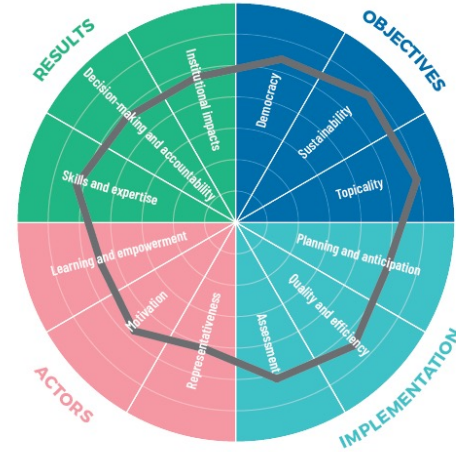 RESULTS
OBJECTIVES
Institutional Impacts
Democracy
Decision-making and accountability
Sustainability
Skills and expertise
Topicality
Learning and empowerment
Planning and anticipation
Motivation
Quality and efficiency
Representativeness
Assessment
ACTORS
IMPLEMENTATION